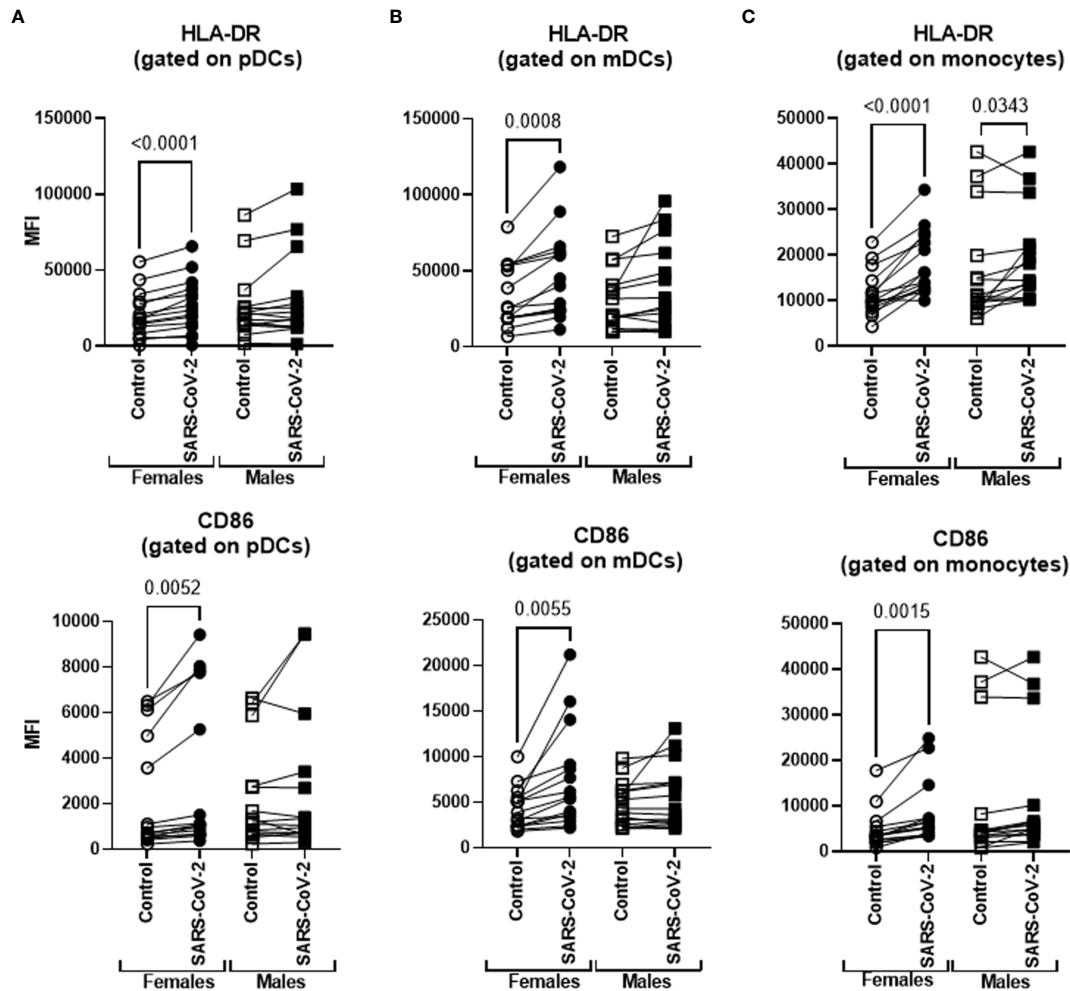 A
HLA-DR
(gated on pDCs)
150000
100000
50000
0
MFI
<0.0001
Control
SARS-CoV-2
Control
SARS-CoV-2
Females
Males
B
HLA-DR
(gated on mDCs)
150000
100000
50000
0
0.0008
Control
SARS-CoV-2
Control
SARS-CoV-2
Females
Males
C
HLA-DR
(gated on monocytes)
50000
40000
30000
20000
10000
0
<0.0001
0.0343
Control
SARS-CoV-2
Control
SARS-CoV-2
Females
Males
CD86
(gated on pDCs)
10000
8000
6000
4000
2000
0
MFI
0.0052
Control
SARS-CoV-2
Control
SARS-CoV-2
Females
Males
CD86
(gated on mDCs)
25000
20000
15000
10000
5000
0
0.0055
Control
SARS-CoV-2
Control
SARS-CoV-2
Females
Males
CD86
(gated on monocytes)
50000
40000
30000
20000
10000
0
0.0015
Control
SARS-CoV-2
Control
SARS-CoV-2
Females
Males